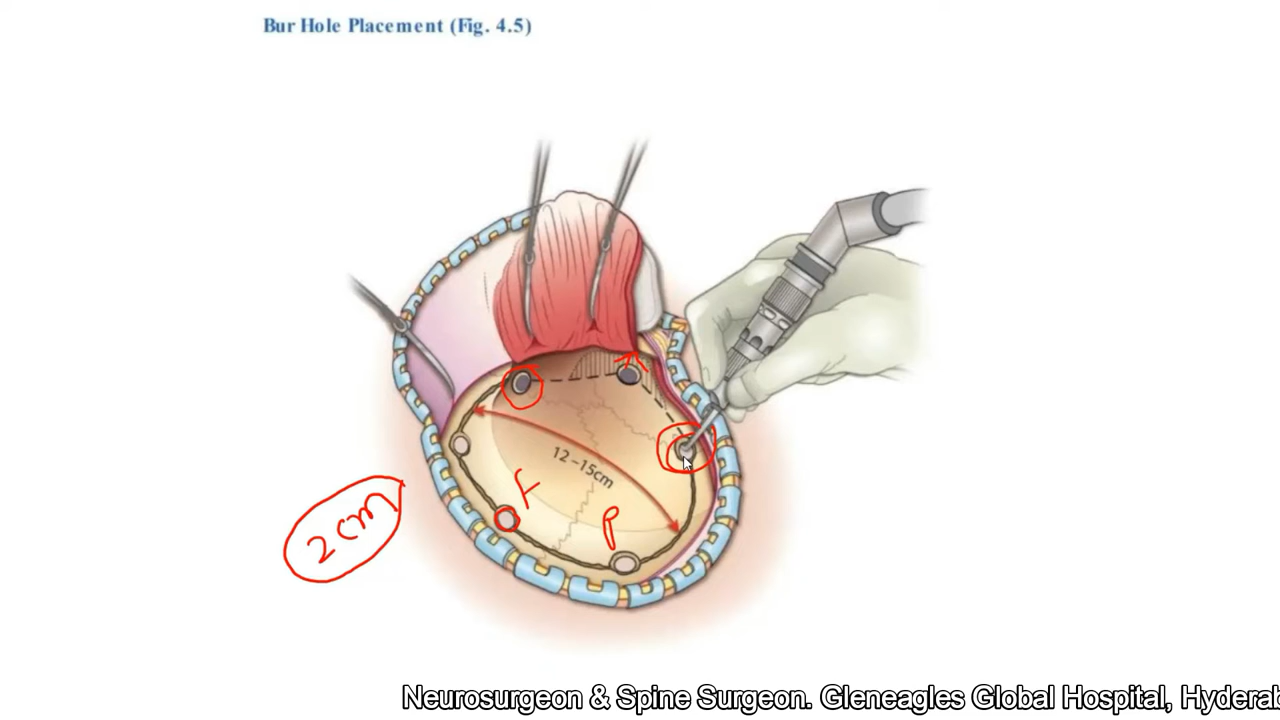 Bur Hole Placement (Fig. 4.5)
12-15cm
F
P
2cm
Neurosurgeon & Spine Surgeon. Gleneagles Global Hospital, Hyderab